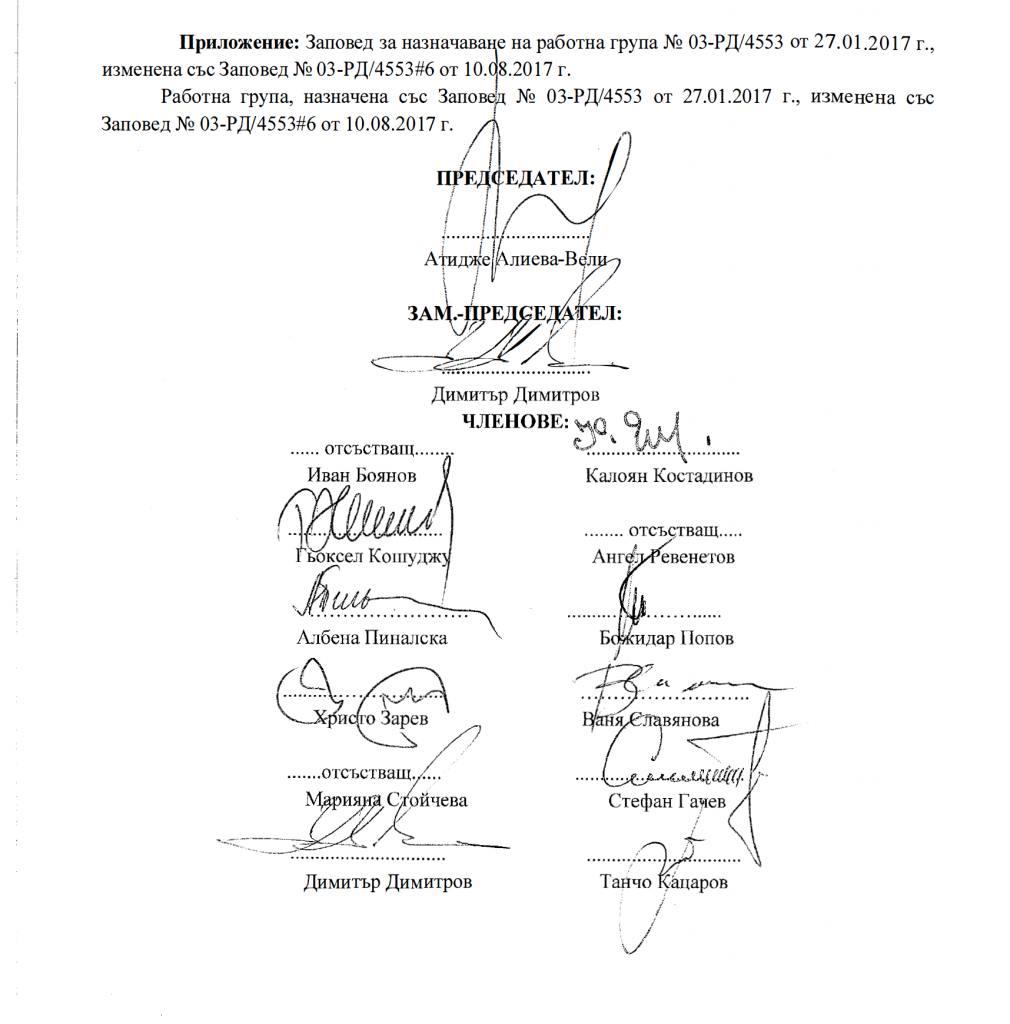 Приложение: Заповед за назначаване на работна група № 03-РД/4553 от 27.01.2017 г.,
изменена със Заповед № 03-РД/4553#6 от 10.08.2017 г.
Работна група, назначена със Заповед № 03-РД/4553 от 27.01.2017 г., изменена със
Заповед № 03-РД/4553#6 от 10.08.2017 г.
ПРЕДСЕДАТЕЛ:
Атидже Алиева-Вели
ЗАМ.-ПРЕДСЕДАТЕЛ:
Димитър Димитров
ЧЛЕНОВЕ:
...... отсъстващ........
Иван Боянов
Калоян Костадинов
Гьоксел Кошуджу
........ отсъстващ.....
Ангел Ревенетов
Албена Пиналска
Божидар Попов
Христо Зарев
Ваня Славянова
.......отсъстващ......
Марияна Стойчева
Стефан Гачев
Димитър Димитров
Танчо Кацаров